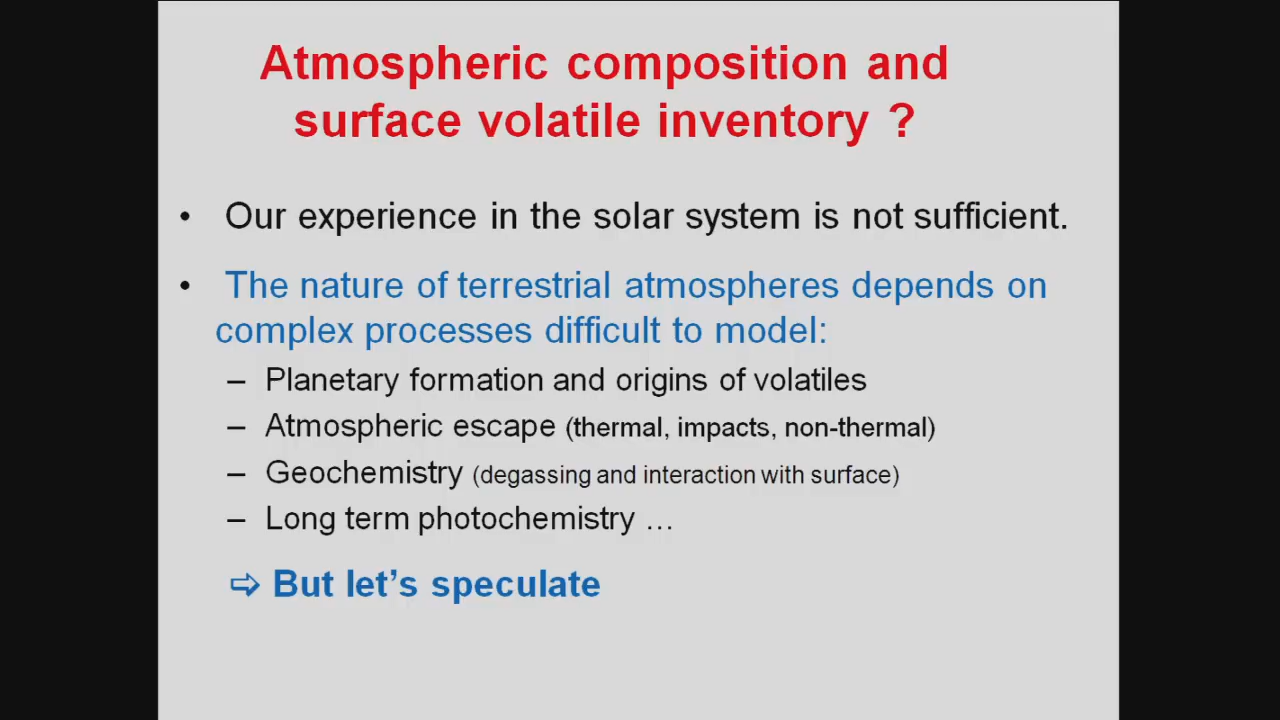 Atmospheric composition and
surface volatile inventory ?
• Our experience in the solar system is not sufficient.
• The nature of terrestrial atmospheres depends on
complex processes difficult to model:
– Planetary formation and origins of volatiles
– Atmospheric escape (thermal, impacts, non-thermal)
– Geochemistry (degassing and interaction with surface)
– Long term photochemistry …
⇨ But let’s speculate